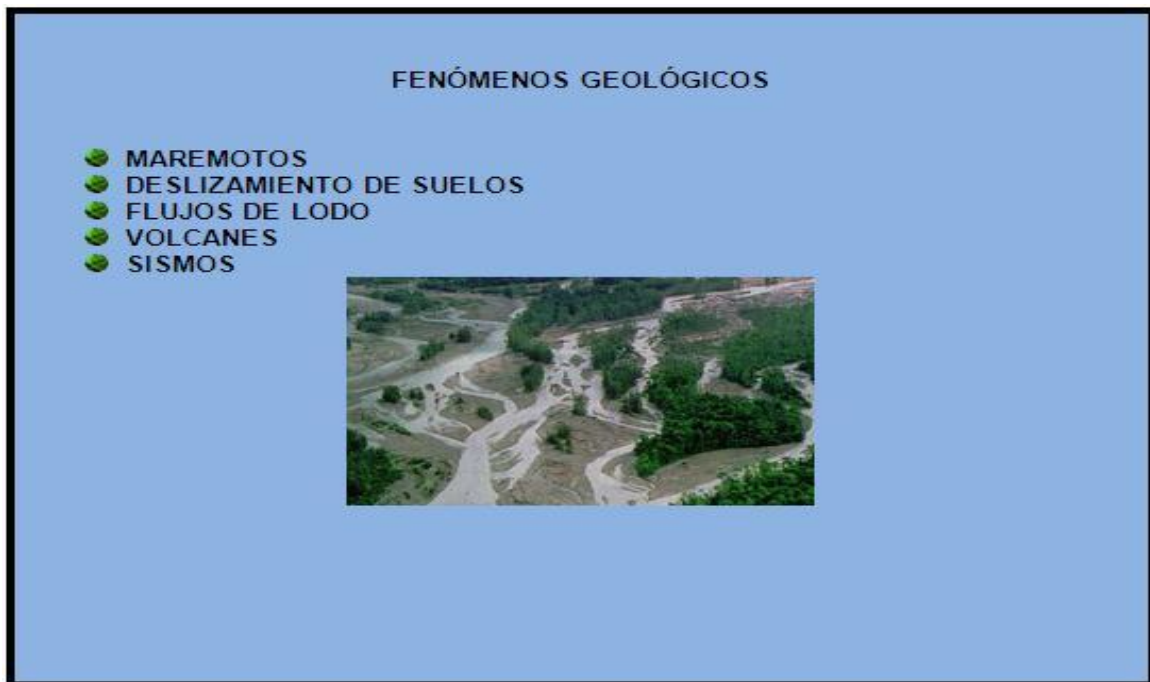 FENÓMENOS GEOLÓGICOS
MAREMOTOS
DESLIZAMIENTO DE SUELOS
FLUJOS DE LODO
VOLCANES
SISMOS